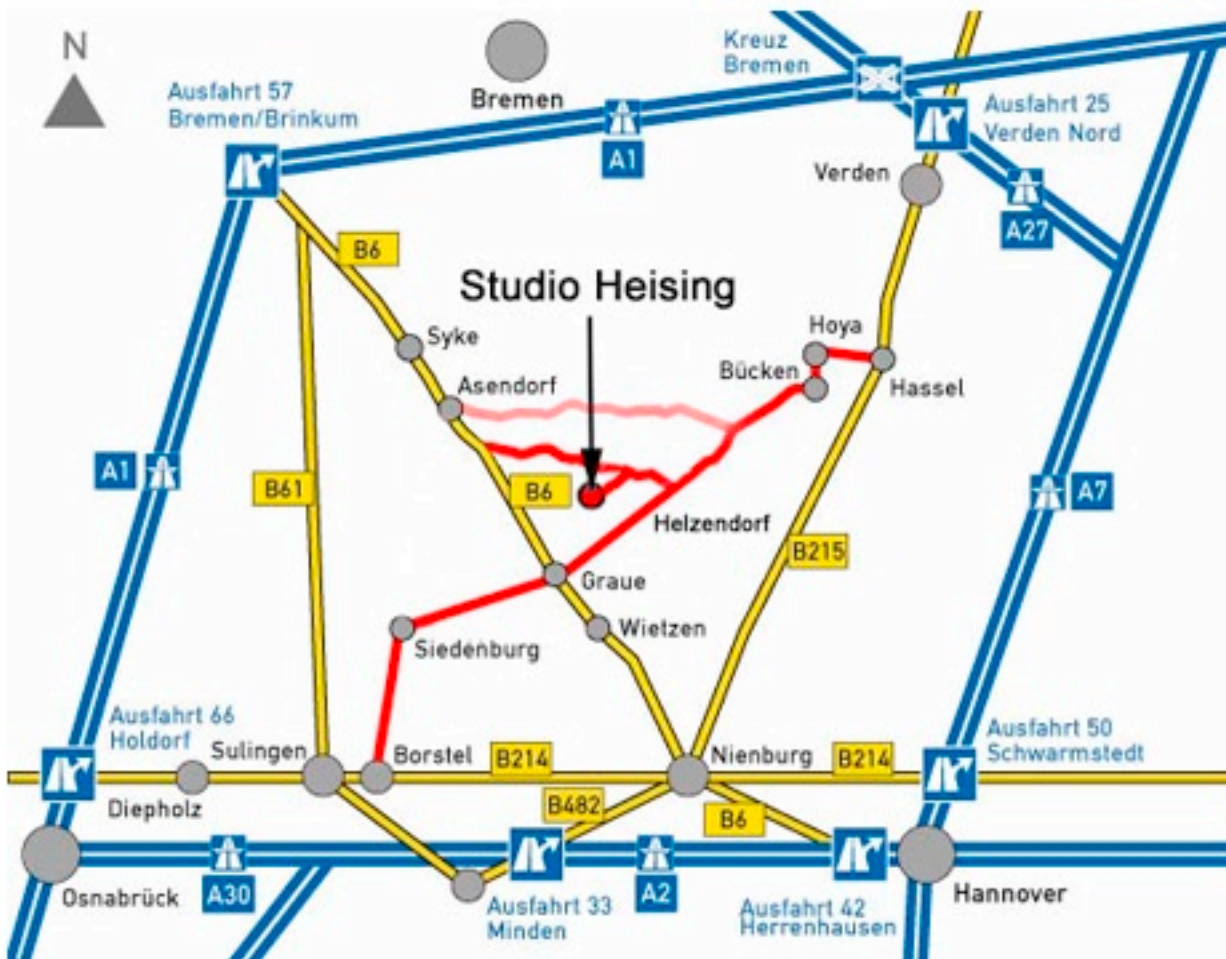 N
Ausfahrt 57
Bremen/Brinkum
Bremen
Kreuz
Bremen
Ausfahrt 25
Verden Nord
A1
Verden
A27
B6
Studio Heising
Syke
Hoya
Asendorf
Bücken
Hassel
A1
B61
B6
A7
Helzendorf
B215
Graue
Wietzen
Siedenburg
Ausfahrt 66
Holdorf
Sulingen
Borstel
B214
Nienburg
B214
Ausfahrt 50
Schwarmstedt
Diepholz
B482
B6
Osnabrück
A30
Ausfahrt 33
Minden
A2
Ausfahrt 42
Herrenhausen
Hannover